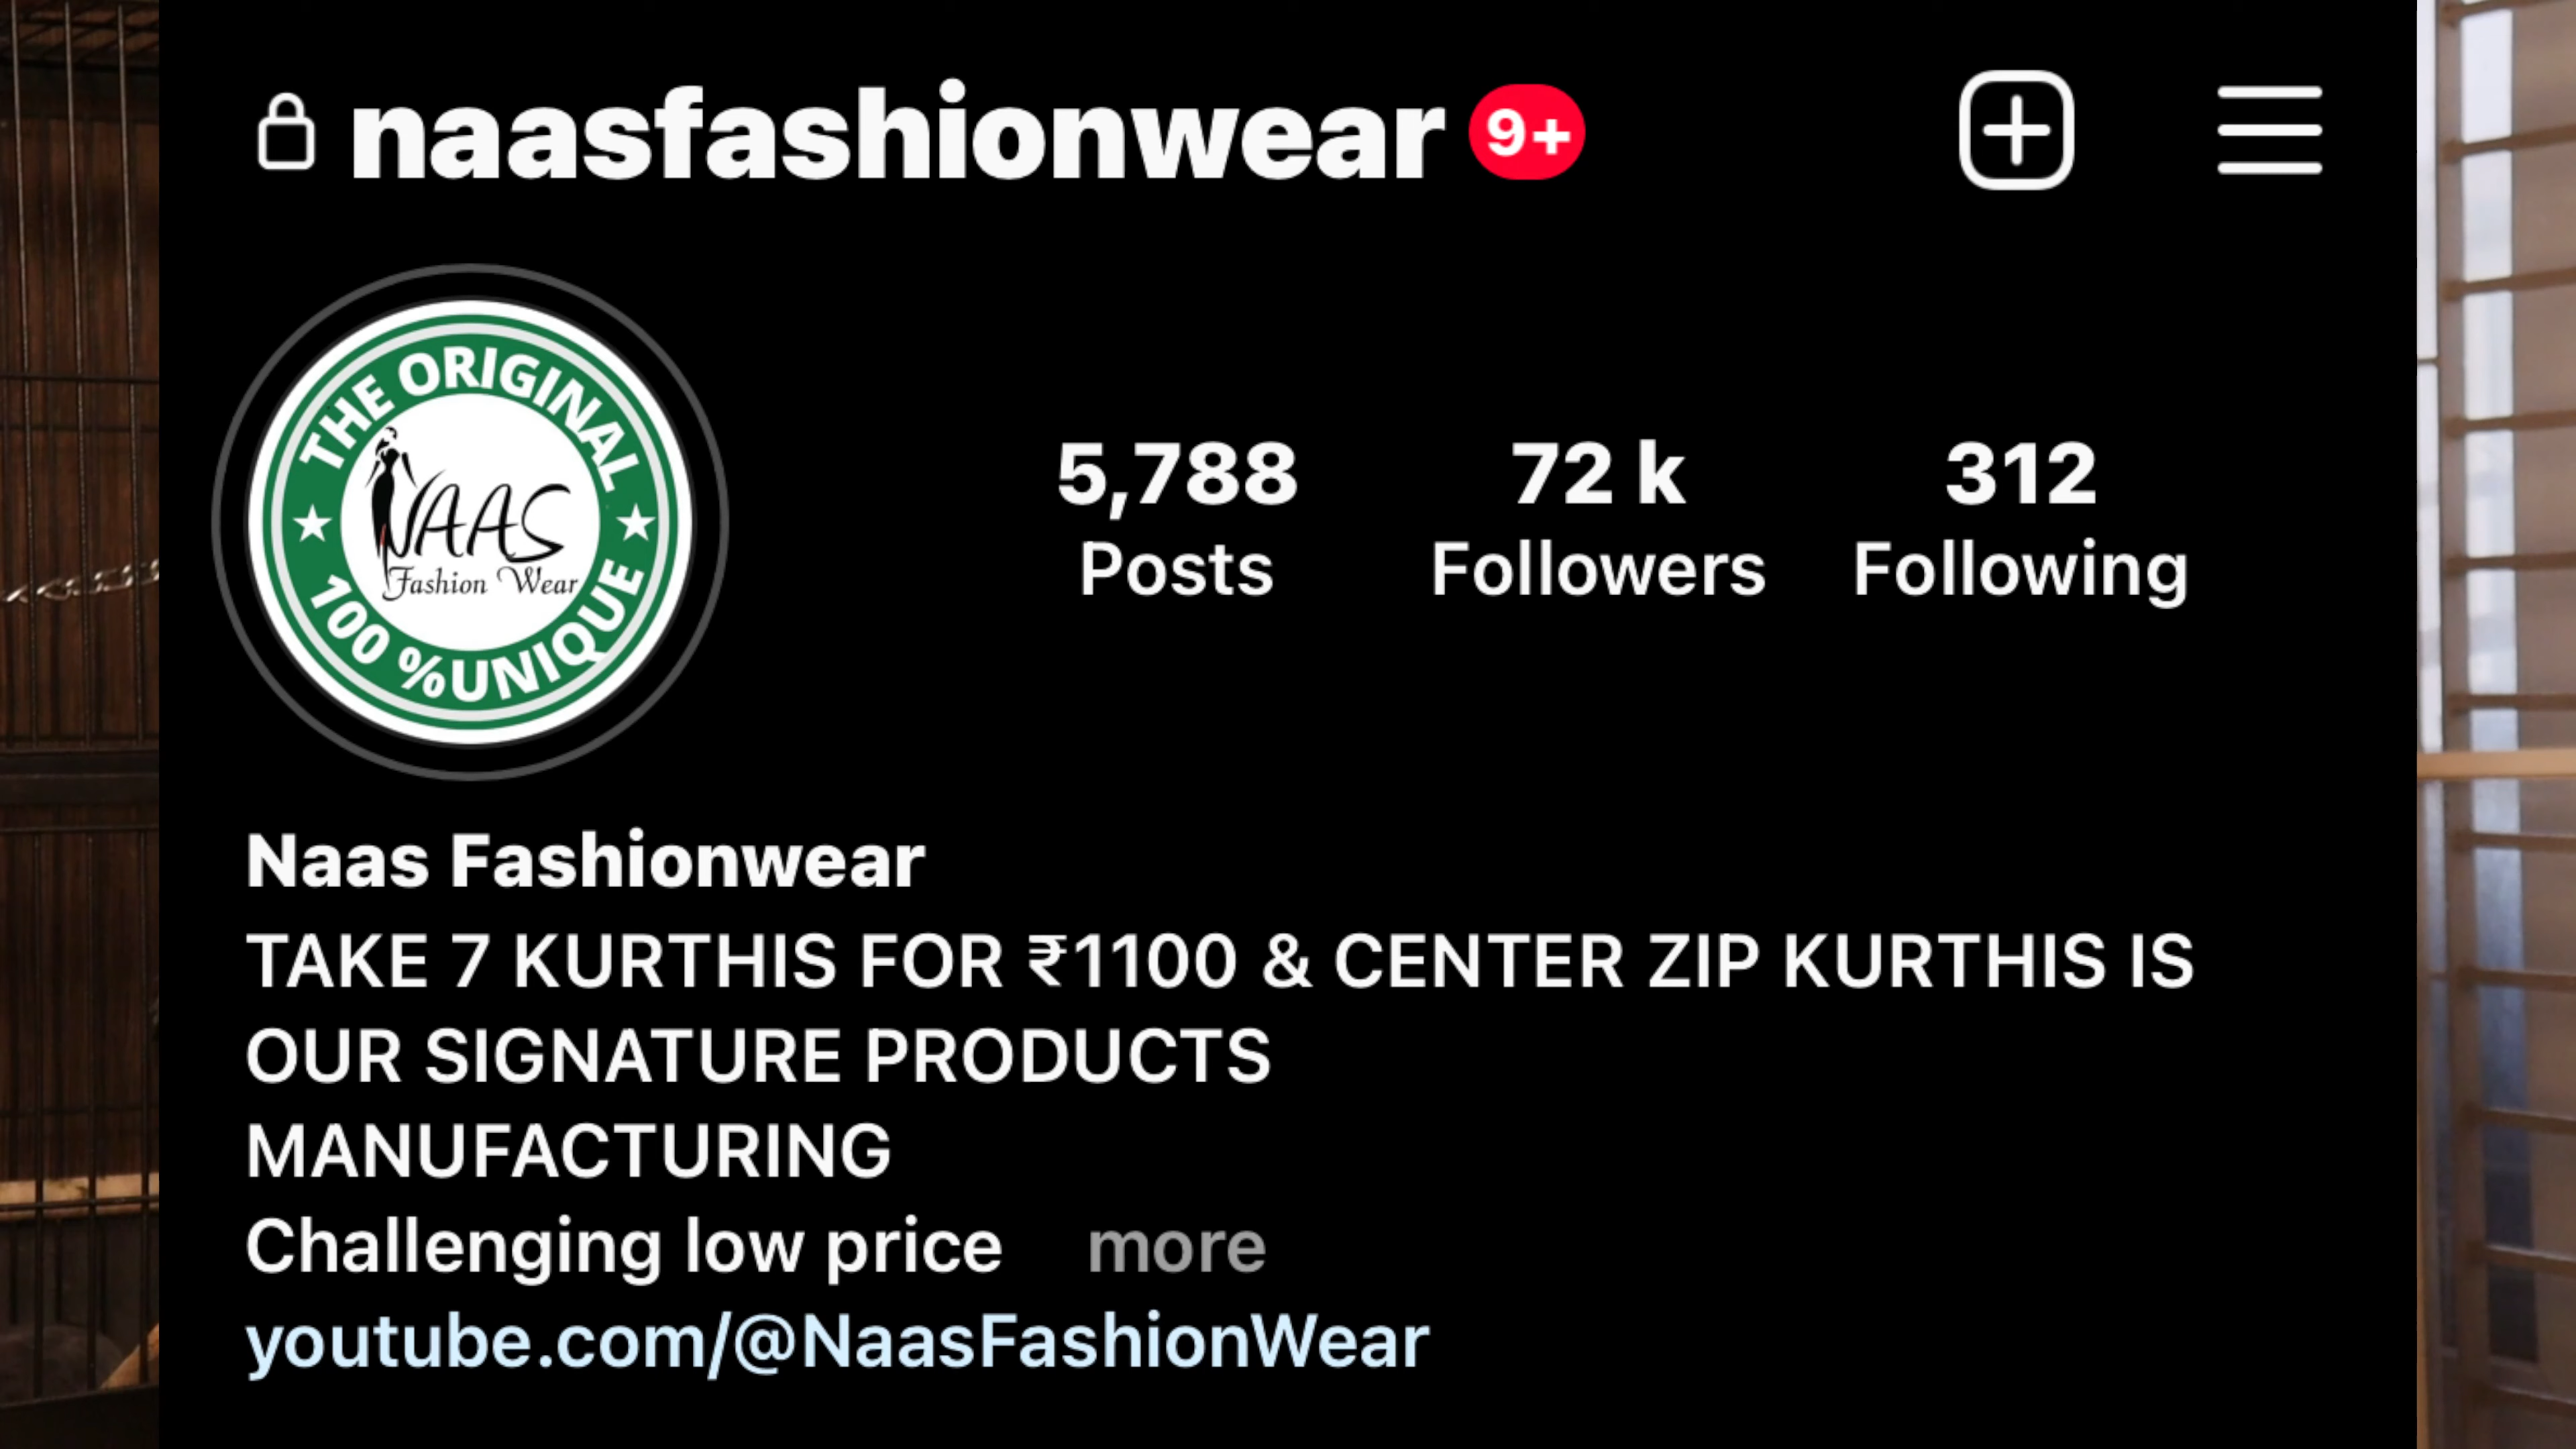 naasfashionwear 9+
THE ORIGINAL
NAAS
Fashion Wear
100 %UNIQUE
5,788 72 k 312
Posts Followers Following
Naas Fashionwear
TAKE 7 KURTHIS FOR ₹1100 & CENTER ZIP KURTHIS IS
OUR SIGNATURE PRODUCTS
MANUFACTURING
Challenging low price more
youtube.com/@NaasFashionWear